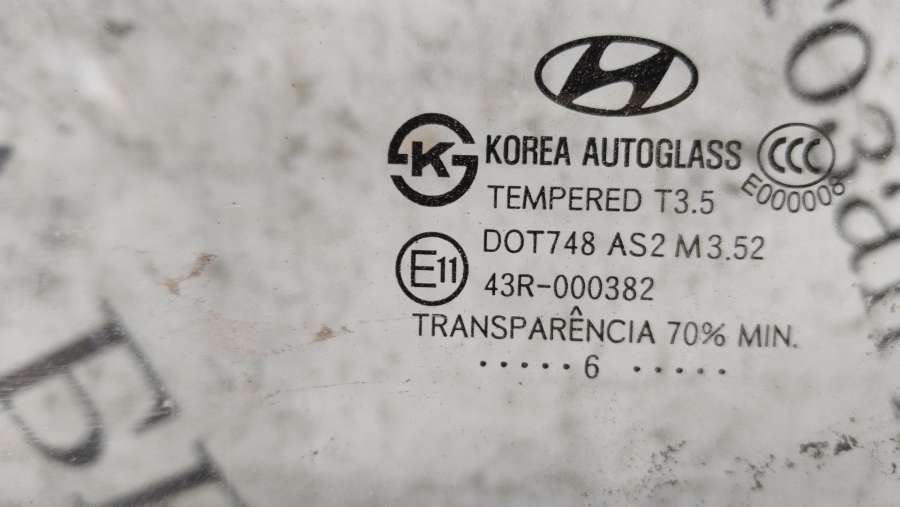 KOREA AUTOGLASS
CCC
E000008
K
TEMPERED T3.5
DOT748 AS2 M3.52
E11
43R-000382
TRANSPARÊNCIA 70% MIN.
·····6 ·····